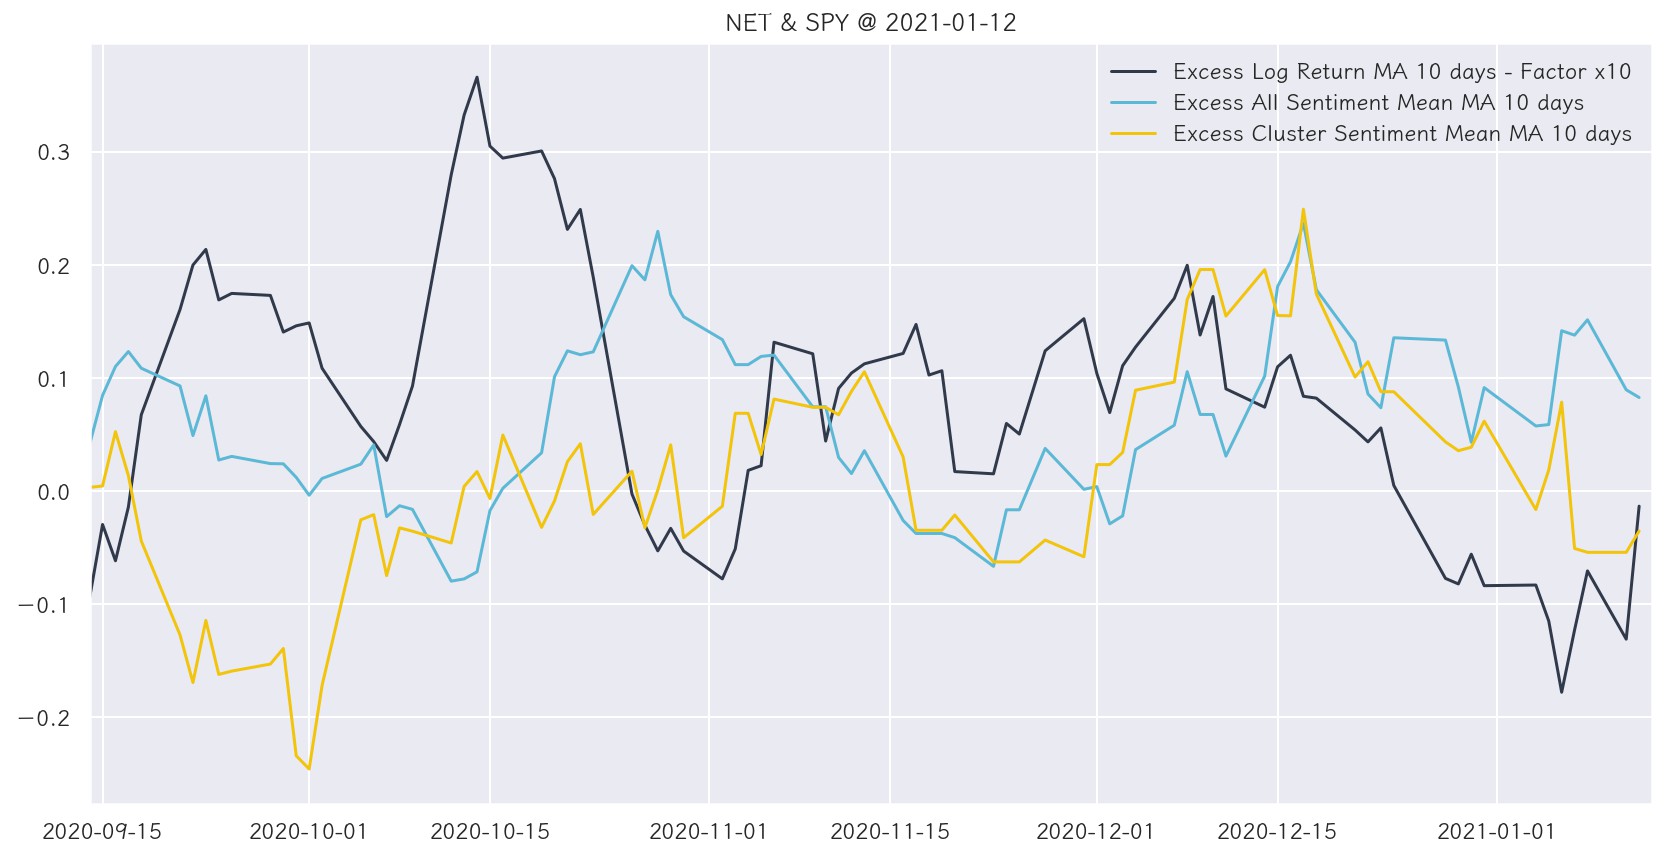 NET & SPY @ 2021-01-12
Excess Log Return MA 10 days - Factor x10
Excess All Sentiment Mean MA 10 days
Excess Cluster Sentiment Mean MA 10 days
0.3
0.2
0.1
0.0
−0.1
−0.2
2020-09-15 2020-10-01 2020-10-15 2020-11-01 2020-11-15 2020-12-01 2020-12-15 2021-01-01